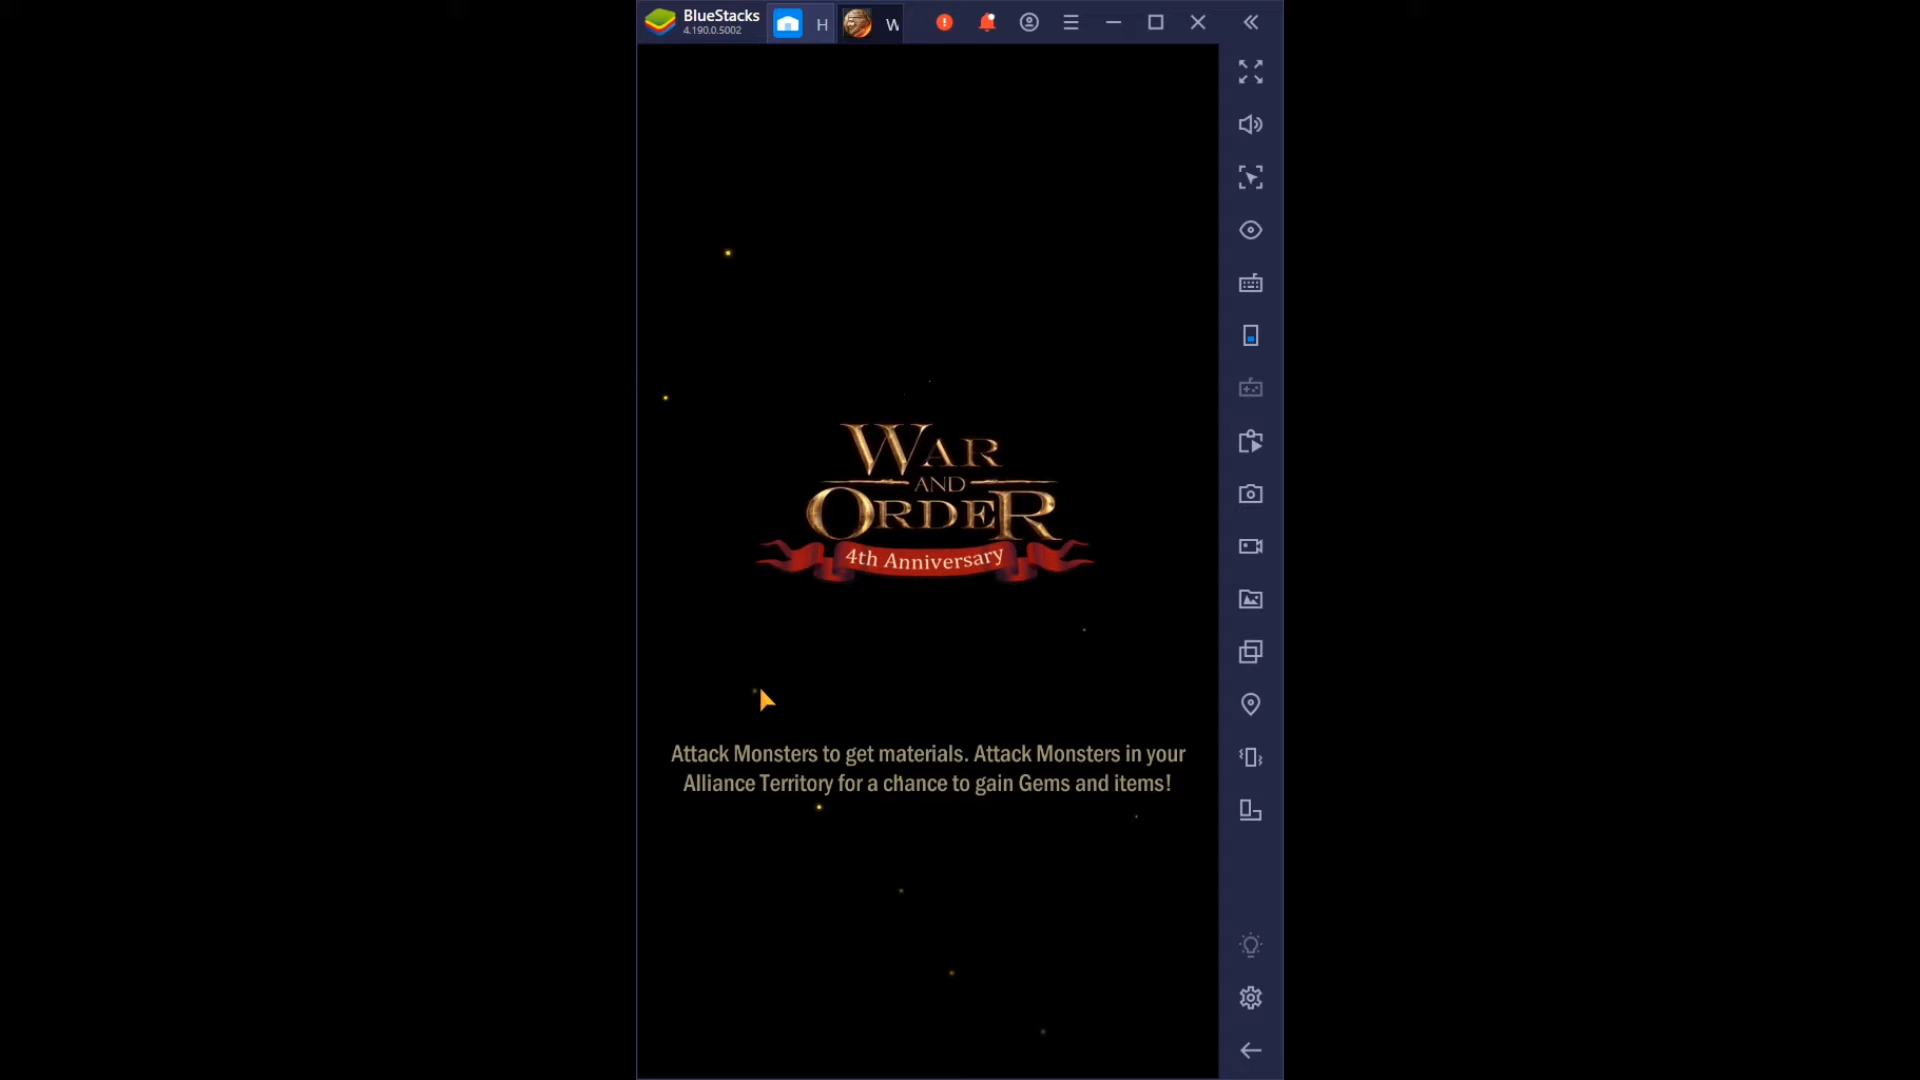 BlueStacks
4.190.0.5002
H
W
WAR
AND
ORDER
4th Anniversary
Attack Monsters to get materials. Attack Monsters in your
Alliance Territory for a chance to gain Gems and items!